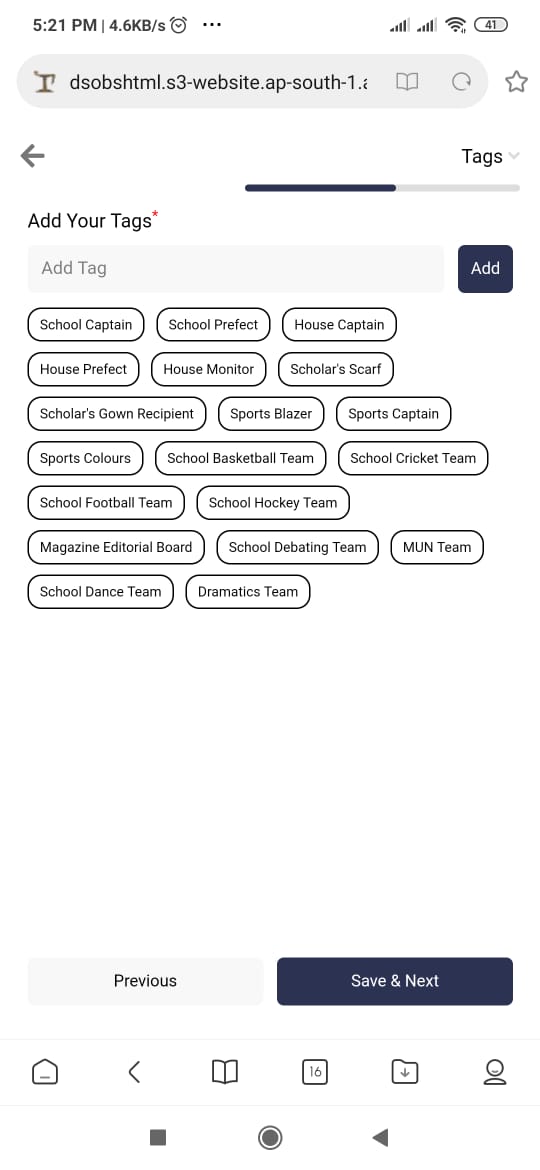 5:21 PM | 4.6KB/s ... 41
dsobshtml.s3-website.ap-south-1.a
Tags
Add Your Tags*
Add Tag Add
School Captain School Prefect House Captain
House Prefect House Monitor Scholar's Scarf
Scholar's Gown Recipient Sports Blazer Sports Captain
Sports Colours School Basketball Team School Cricket Team
School Football Team School Hockey Team
Magazine Editorial Board School Debating Team MUN Team
School Dance Team Dramatics Team
Previous Save & Next
16